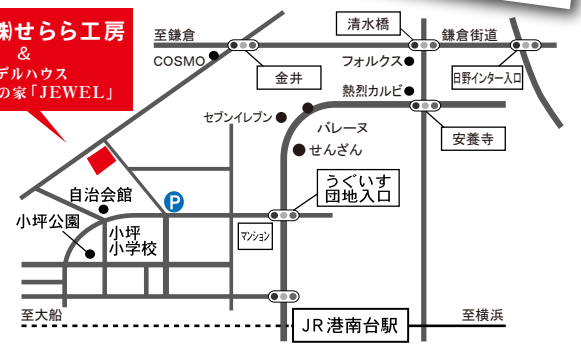 ㈱せらら工房
&
デルハウス
の家「JEWEL」
至鎌倉
清水橋
鎌倉街道
COSMO
金井
フォルクス
日野インター入口
熱烈カルビ
セブンイレブン
バレーヌ
安養寺
せんざん
うぐいす
団地入口
自治会館
P
小坪公園
小坪
小学校
マンション
至大船
JR港南台駅
至横浜